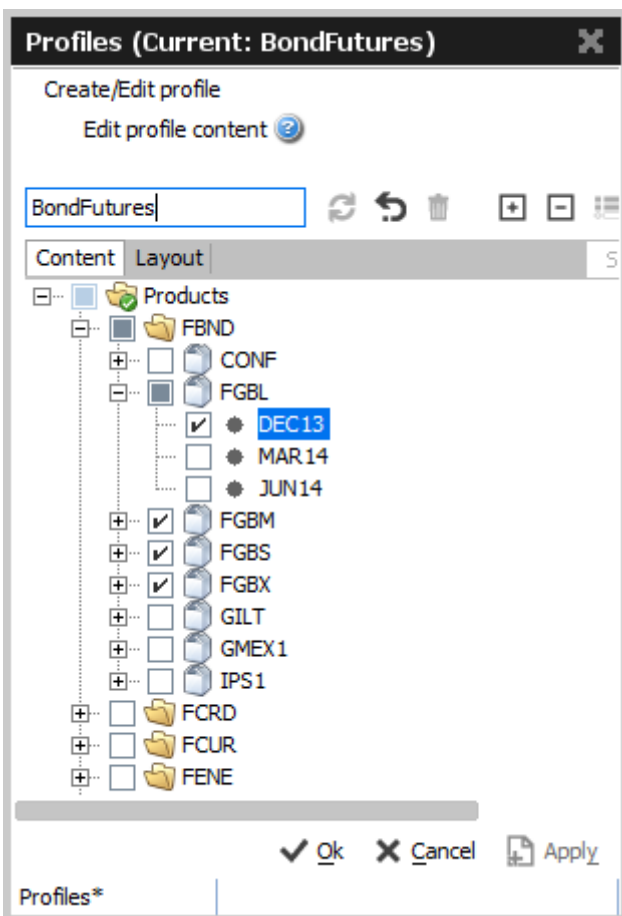 Profiles (Current: BondFutures)
Create/Edit profile
Edit profile content
BondFutures
Content Layout S
Products
FBND
CONF
FGBL
DEC13
MAR14
JUN14
FGBM
FGBS
FGBX
GILT
GMEX1
IPS1
FCRD
FCUR
FENE
Ok Cancel Apply
Profiles*